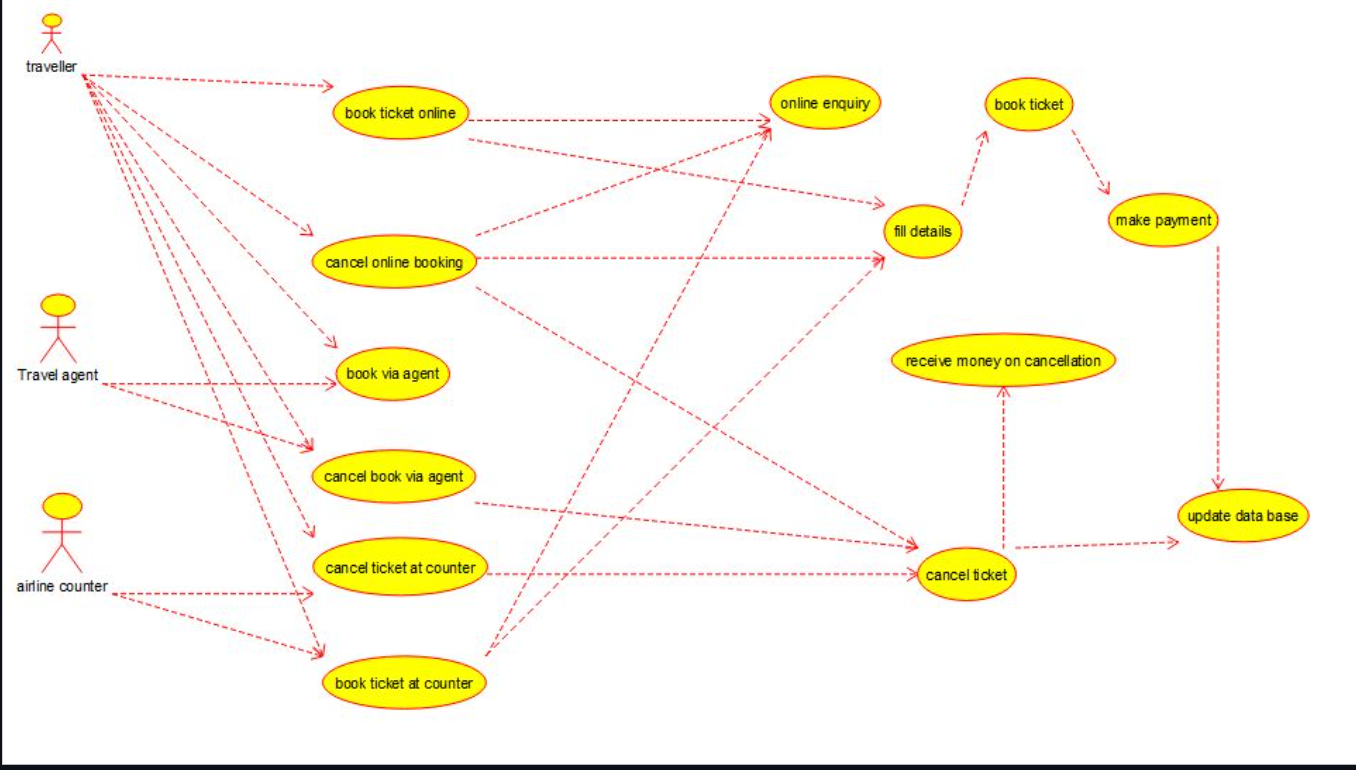 traveller
book ticket online
online enquiry
book ticket
fill details
make payment
cancel online booking
receive money on cancellation
Travel agent
book via agent
cancel book via agent
update data base
airline counter
cancel ticket at counter
cancel ticket
book ticket at counter